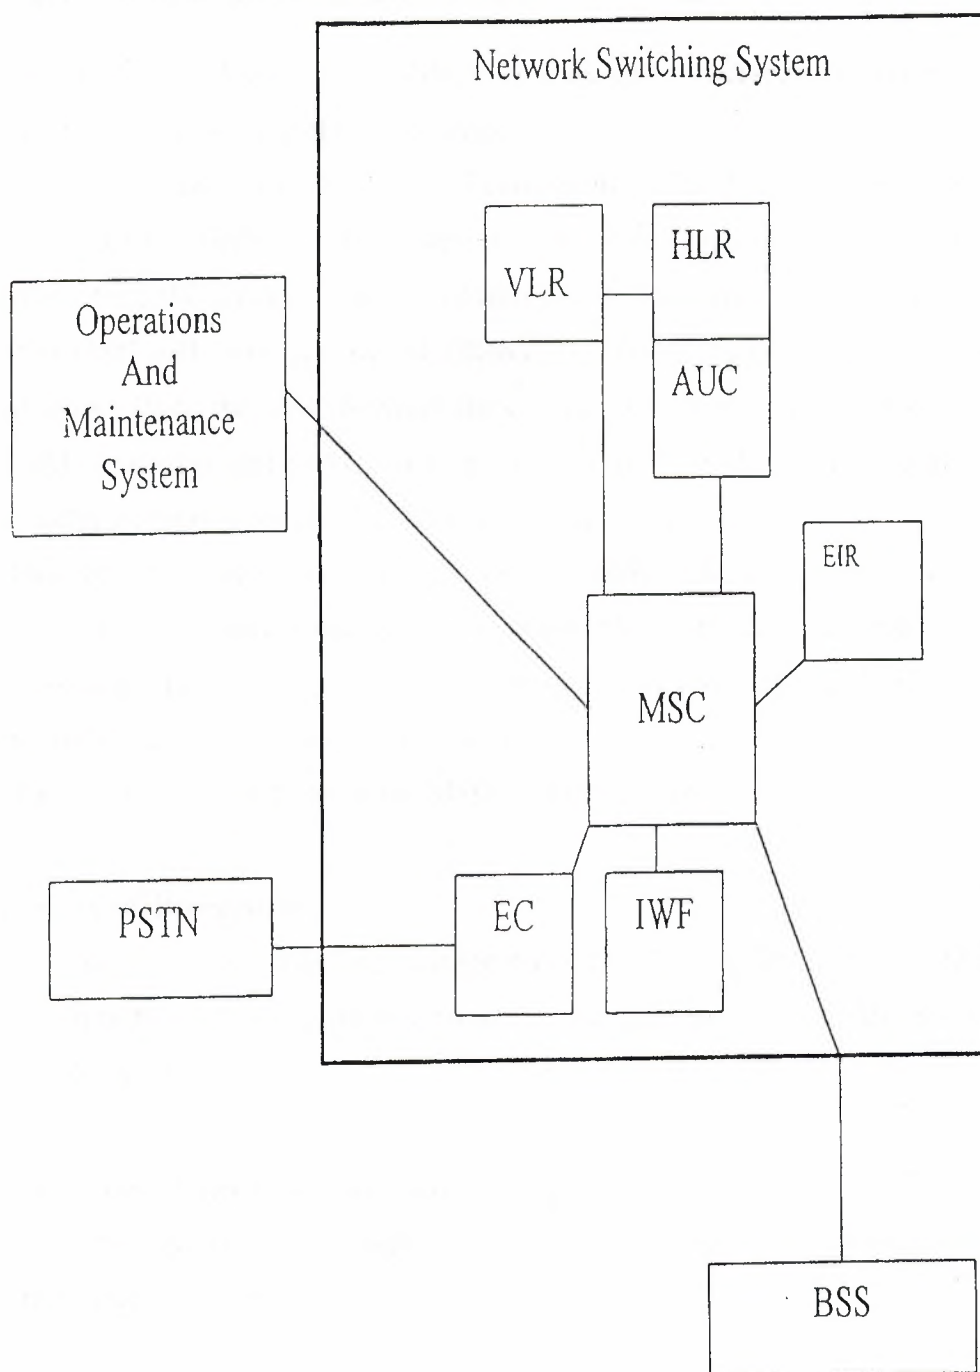 Network Switching System
VLR
HLR
AUC
Operations
And
Maintenance
System
EIR
MSC
PSTN
EC
IWF
BSS